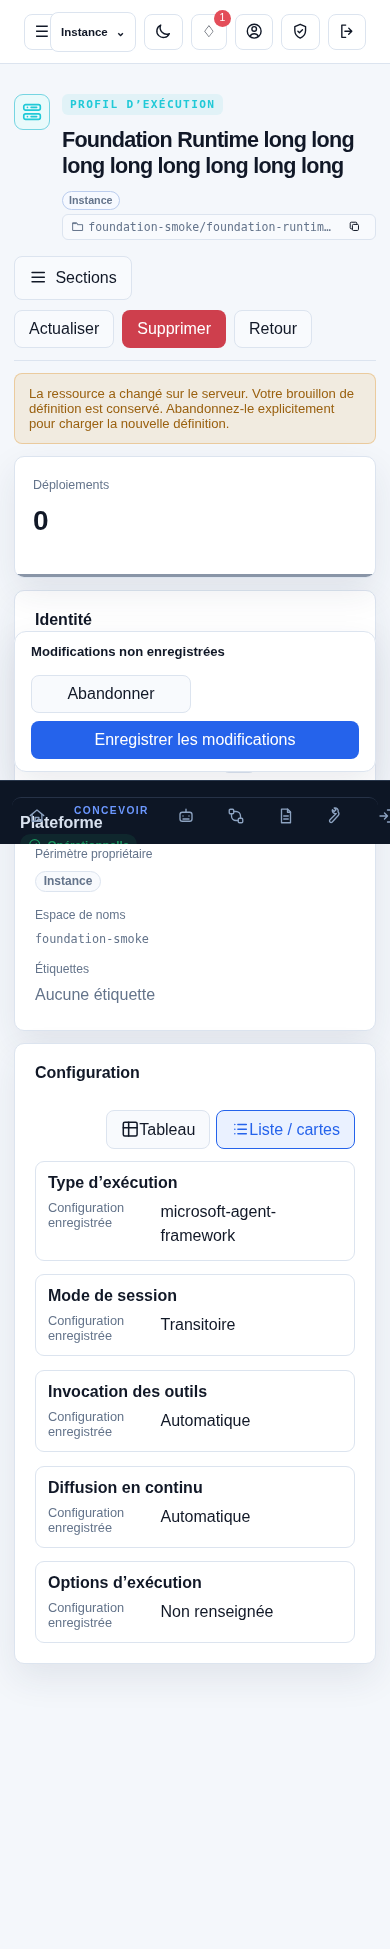 Instance
1
PROFIL D’EXÉCUTION
Foundation Runtime long long
long long long long long long
Instance
foundation-smoke/foundation-runtim…
Sections
Actualiser
Supprimer
Retour
La ressource a changé sur le serveur. Votre brouillon de
définition est conservé. Abandonnez-le explicitement
pour charger la nouvelle définition.
Déploiements
0
Identité
Modifications non enregistrées
Abandonner
Enregistrer les modifications
CONCEVOIR
Plateforme
Opérationnelle
Périmètre propriétaire
Instance
Espace de noms
foundation-smoke
Étiquettes
Aucune étiquette
Configuration
Tableau
Liste / cartes
Type d’exécution
Configuration
enregistrée
microsoft-agent-
framework
Mode de session
Configuration
enregistrée
Transitoire
Invocation des outils
Configuration
enregistrée
Automatique
Diffusion en continu
Configuration
enregistrée
Automatique
Options d’exécution
Configuration
enregistrée
Non renseignée